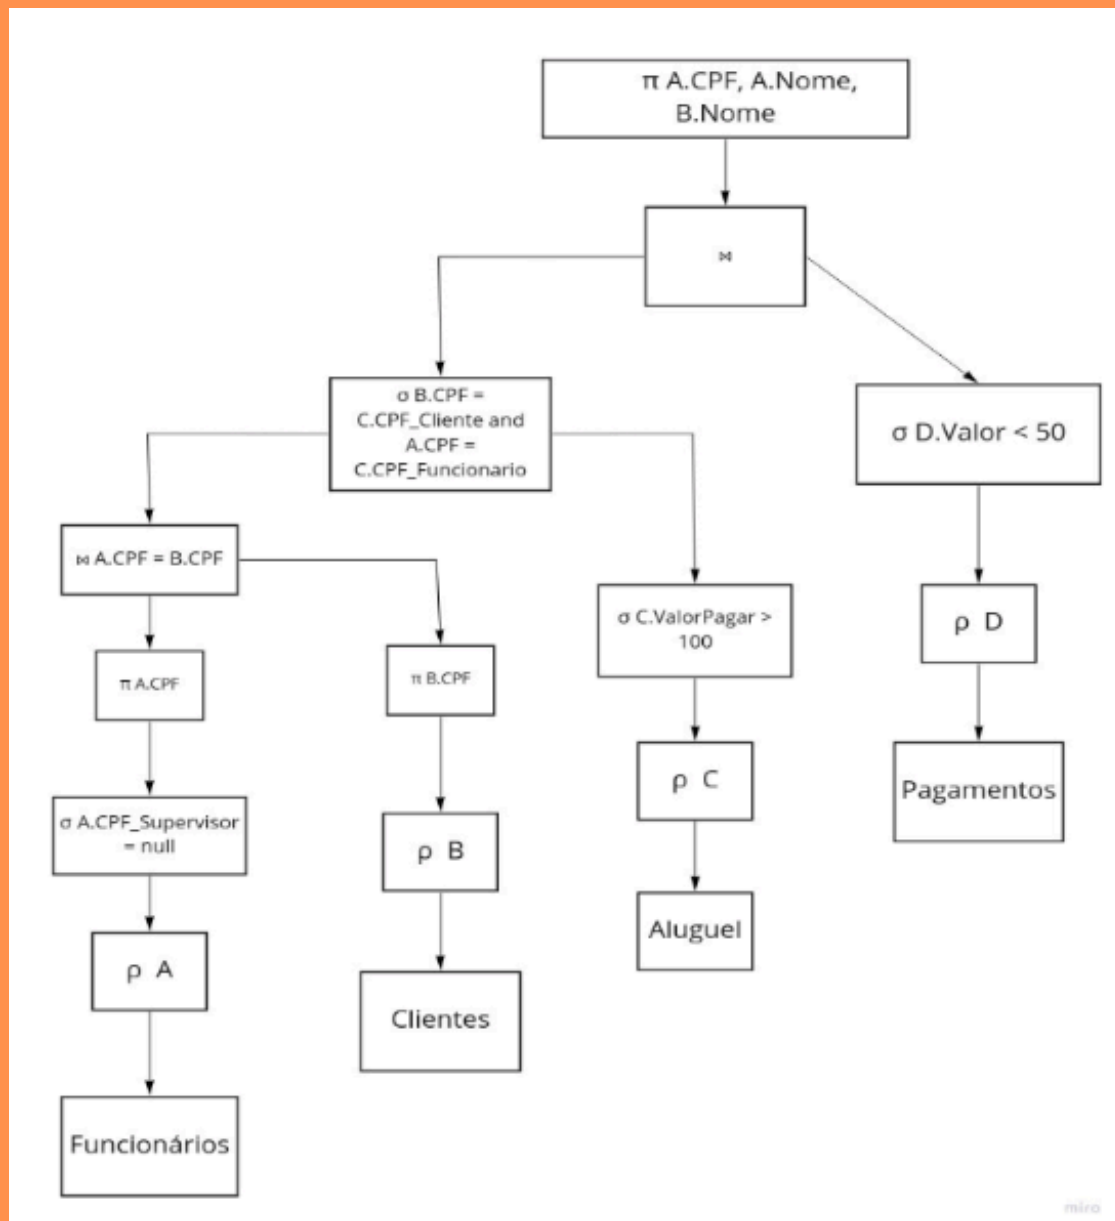 π A.CPF, A.Nome,
B.Nome
⋈
σ B.CPF =
C.CPF_Cliente and
A.CPF =
C.CPF_Funcionario
σ D.Valor < 50
⋈ A.CPF = B.CPF
σ C.ValorPagar >
100
ρ D
π A.CPF
π B.CPF
ρ C
Pagamentos
σ A.CPF_Supervisor
= null
ρ B
Aluguel
ρ A
Clientes
Funcionários
miro